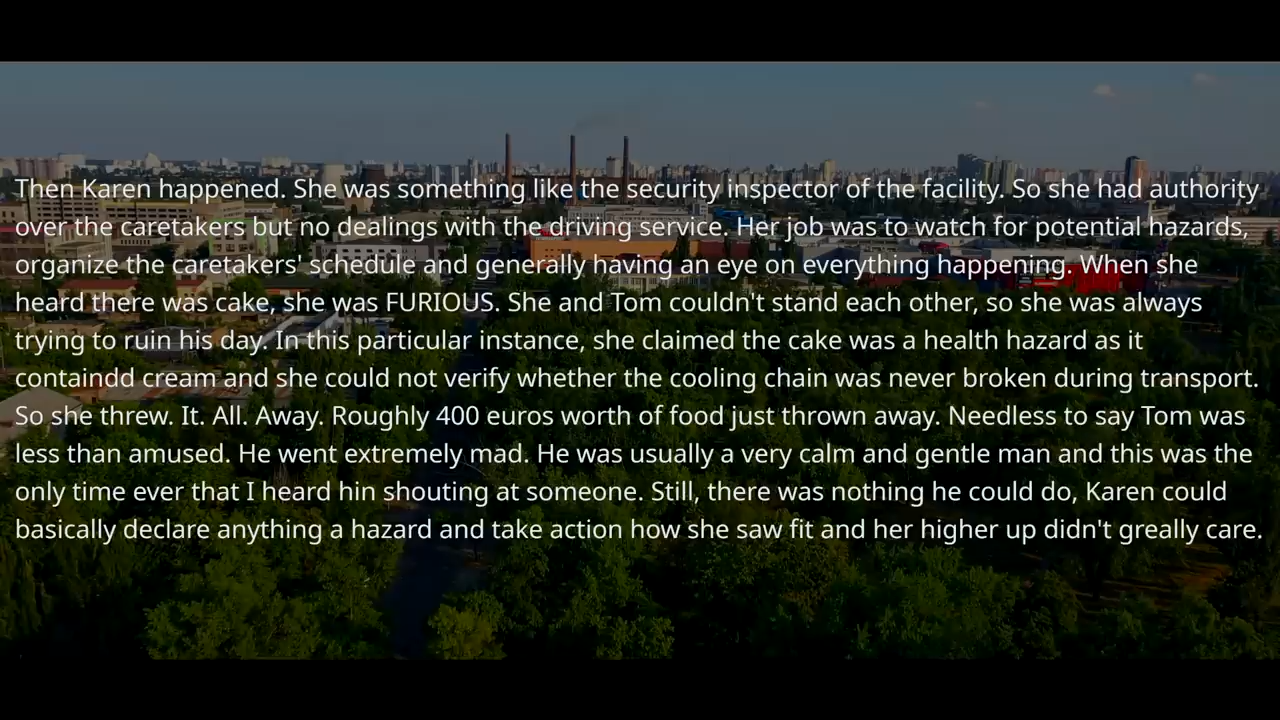 Then Karen happened. She was something like the security inspector of the facility. So she had authority
over the caretakers but no dealings with the driving service. Her job was to watch for potential hazards,
organize the caretakers' schedule and generally having an eye on everything happening. When she
heard there was cake, she was FURIOUS. She and Tom couldn't stand each other, so she was always
trying to ruin his day. In this particular instance, she claimed the cake was a health hazard as it
containdd cream and she could not verify whether the cooling chain was never broken during transport.
So she threw. It. All. Away. Roughly 400 euros worth of food just thrown away. Needless to say Tom was
less than amused. He went extremely mad. He was usually a very calm and gentle man and this was the
only time ever that I heard hin shouting at someone. Still, there was nothing he could do, Karen could
basically declare anything a hazard and take action how she saw fit and her higher up didn't greally care.